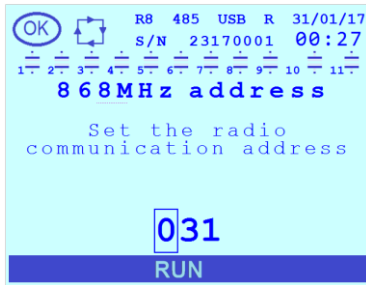 OK R8 485 USB R 31/01/17
S/N 23170001 00:27
1 2 3 4 5 6 7 8 9 10 11
868MHz address
Set the radio
communication address
031
RUN